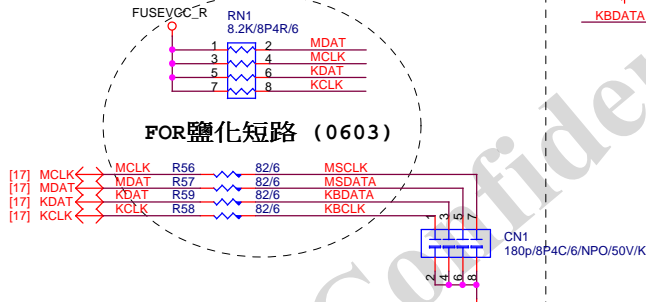 FUSEVCC_R
RN1
8.2K/8P4R/6
KBDATA
1 2 MDAT
3 4 MCLK
5 6 KDAT
7 8 KCLK
FOR鹽化短路 (0603)
[17] MCLK MCLK R56 82/6 MSCLK
[17] MDAT MDAT R57 82/6 MSDATA
[17] KDAT KDAT R59 82/6 KBDATA
[17] KCLK KCLK R58 82/6 KBCLK
1 3 5 7
CN1
180p/8P4C/6/NPO/50V/K
2 4 6 8
Confider